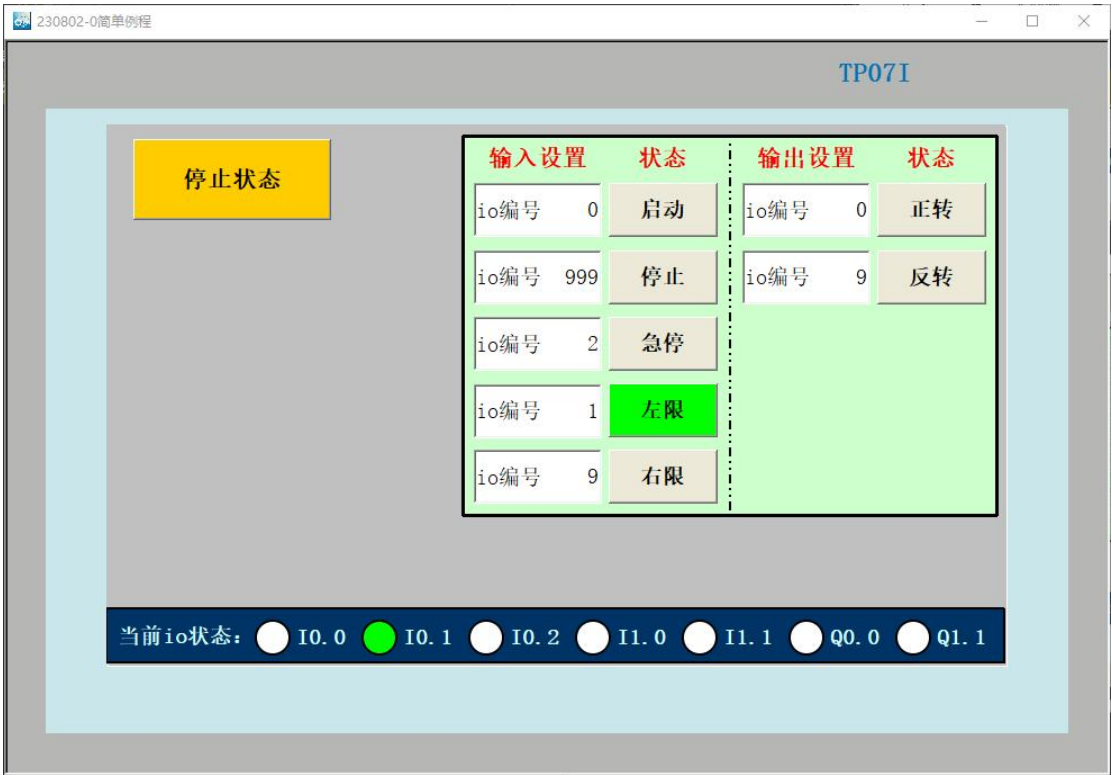 230802-0简单例程
TP07I
停止状态
输入设置 状态 输出设置 状态
io编号 0 启动 io编号 0 正转
io编号 999 停止 io编号 9 反转
io编号 2 急停
io编号 1 左限
io编号 9 右限
当前io状态: I0.0 I0.1 I0.2 I1.0 I1.1 Q0.0 Q1.1